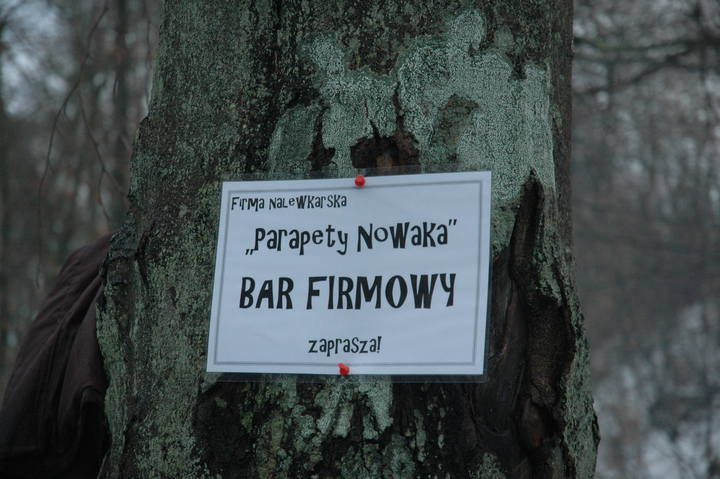 Firma Nalewkarska
„Parapety Nowaka”
BAR FIRMOWY
zaprasza!